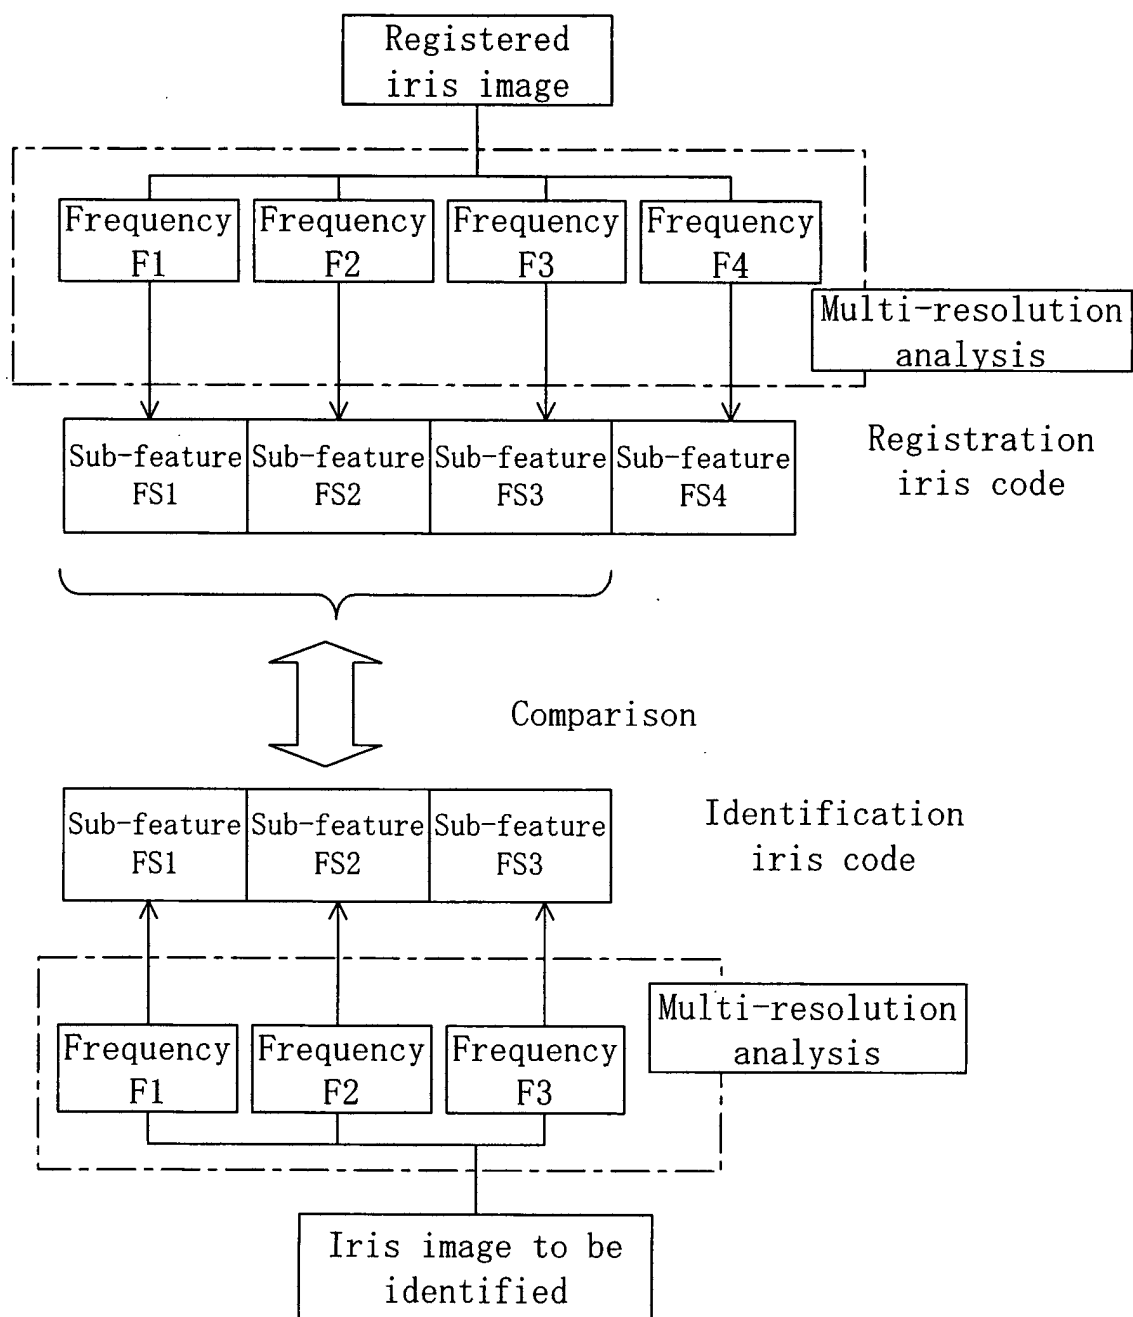 Registered
iris image
Frequency
F1
Frequency
F2
Frequency
F3
Frequency
F4
Multi-resolution
analysis
Sub-feature
FS1
Sub-feature
FS2
Sub-feature
FS3
Sub-feature
FS4
Registration
iris code
Comparison
Sub-feature
FS1
Sub-feature
FS2
Sub-feature
FS3
Identification
iris code
Frequency
F1
Frequency
F2
Frequency
F3
Multi-resolution
analysis
Iris image to be
identified